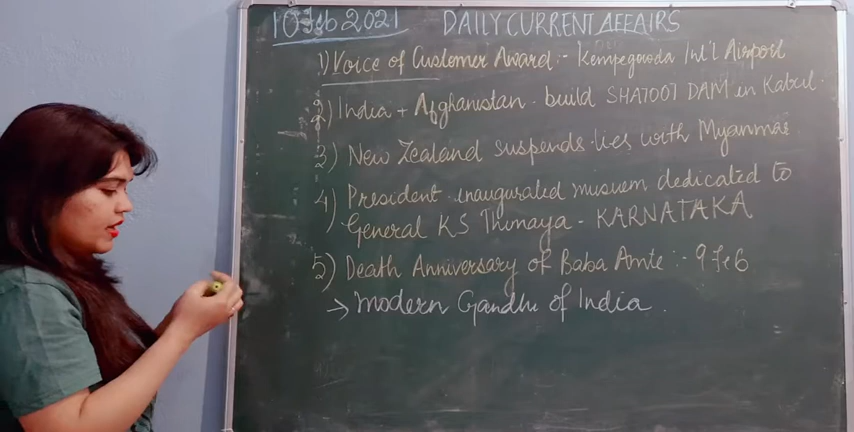 10 Feb 2021 DAILY CURRENT AFFAIRS
1) Voice of Customer Award :- Kempegowda Int'l Airport
2) India + Afghanistan - build SHATOOT DAM in Kabul.
3) New Zealand suspends ties with Myanmar
4) President inaugurated museum dedicated to
General KS Thimaya - KARNATAKA
5) Death Anniversary of Baba Amte :- 9 Feb
→ Modern Gandhi of India.